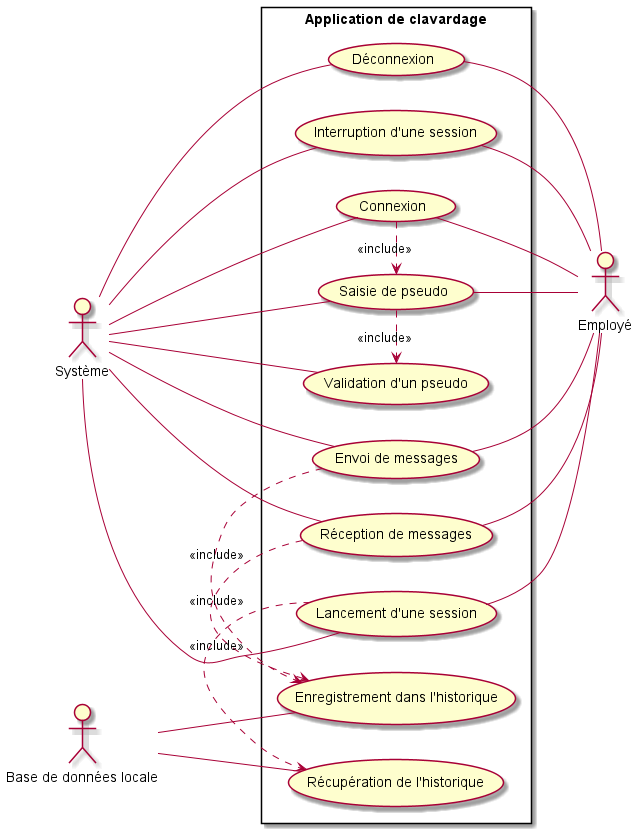 Application de clavardage
Déconnexion
Interruption d'une session
Connexion
«include»
Saisie de pseudo
Employé
«include»
Système
Validation d'un pseudo
Envoi de messages
Réception de messages
«include»
«include»
Lancement d'une session
«include»
Enregistrement dans l'historique
Base de données locale
Récupération de l'historique